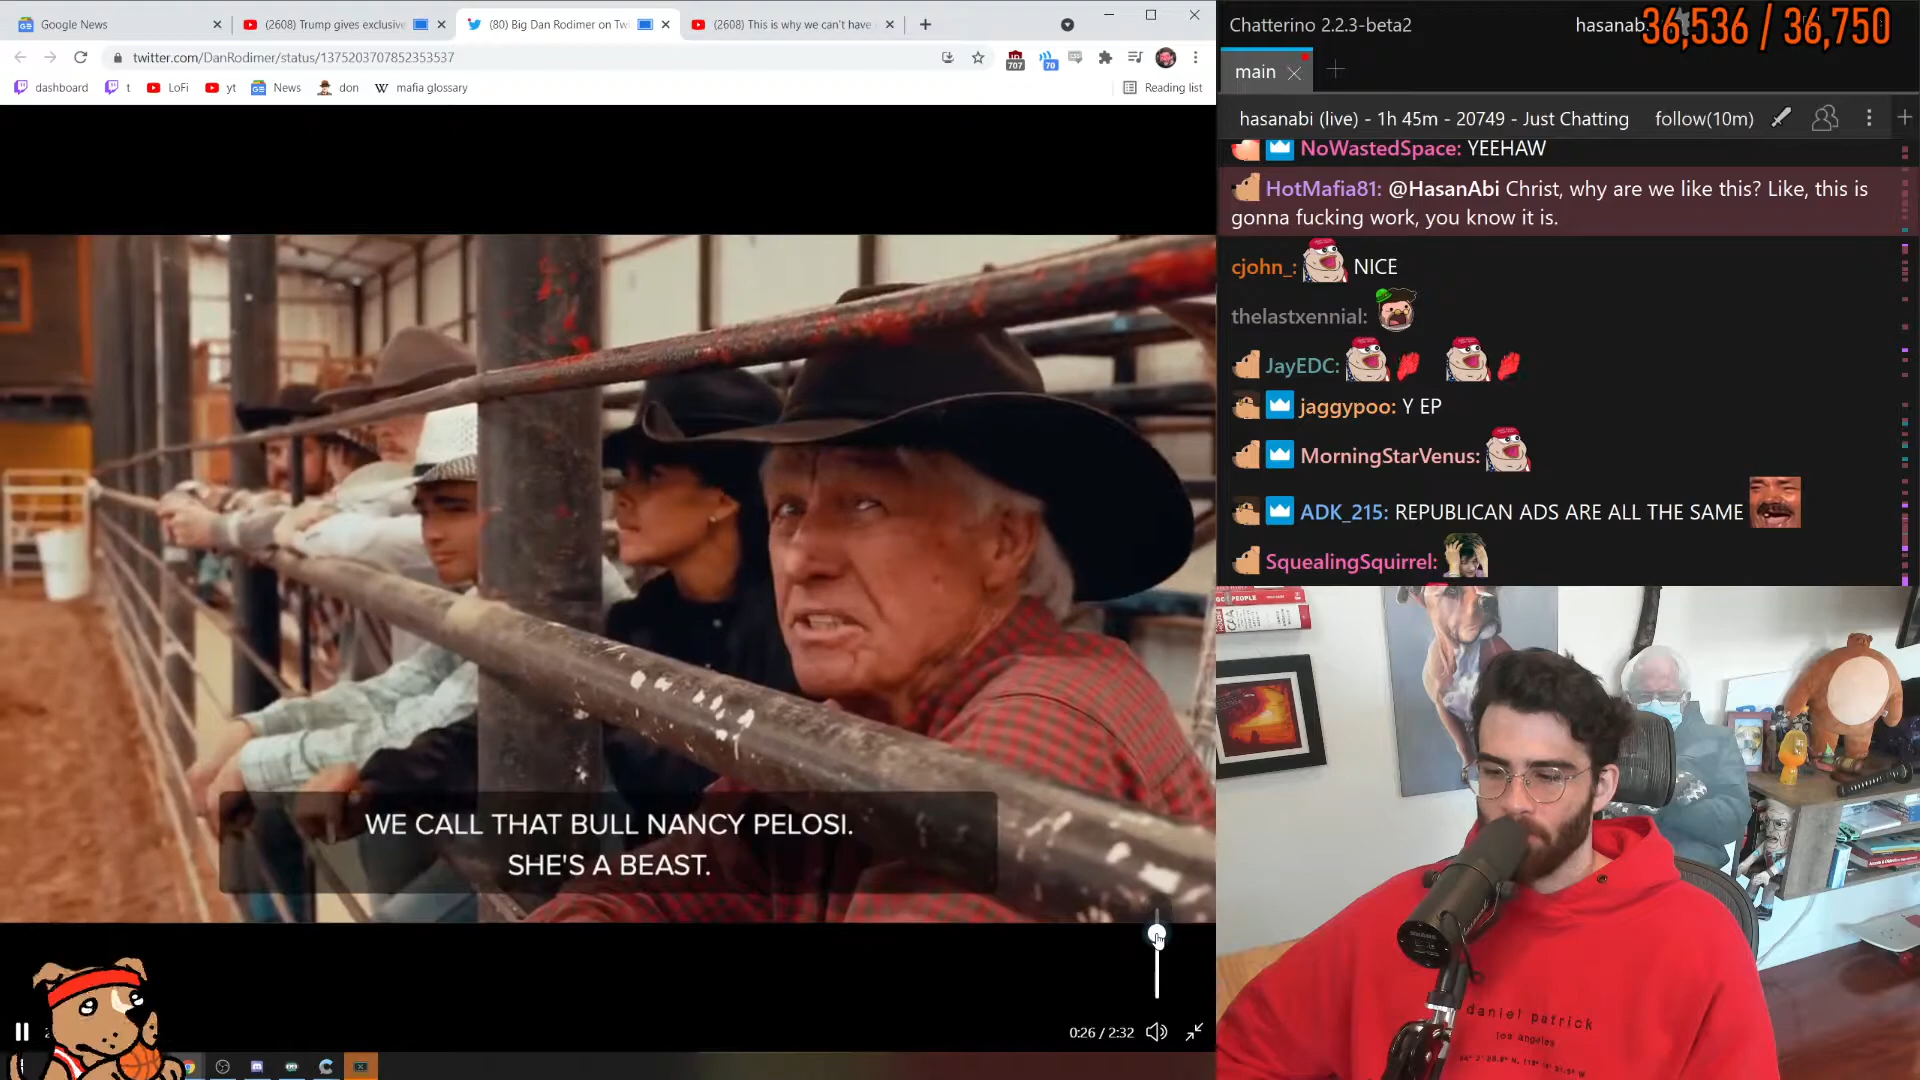 Google News
(2608) Trump gives exclusive
(80) Big Dan Rodimer on Tw
(2608) This is why we can't have
twitter.com/DanRodimer/status/1375203707852353537
707
70
dashboard
t
LoFi
yt
News
don
mafia glossary
Reading list
WE CALL THAT BULL NANCY PELOSI.
SHE'S A BEAST.
0:26 / 2:32
Chatterino 2.2.3-beta2
hasanab
36,536 / 36,750
main
hasanabi (live) - 1h 45m - 20749 - Just Chatting
follow(10m)
NoWastedSpace: YEEHAW
HotMafia81: @HasanAbi Christ, why are we like this? Like, this is
gonna fucking work, you know it is.
cjohn_: NICE
thelastxennial:
JayEDC:
jaggypoo: Y EP
MorningStarVenus:
ADK_215: REPUBLICAN ADS ARE ALL THE SAME
SquealingSquirrel:
PEOPLE
daniel patrick
los angeles